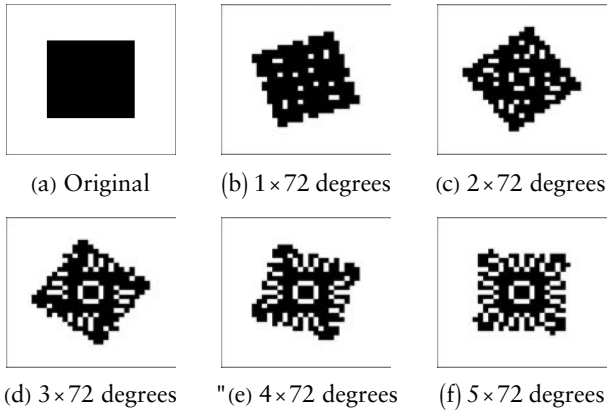 (a) Original
(b) 1×72 degrees
(c) 2×72 degrees
(d) 3×72 degrees
"(e) 4×72 degrees
(f) 5×72 degrees